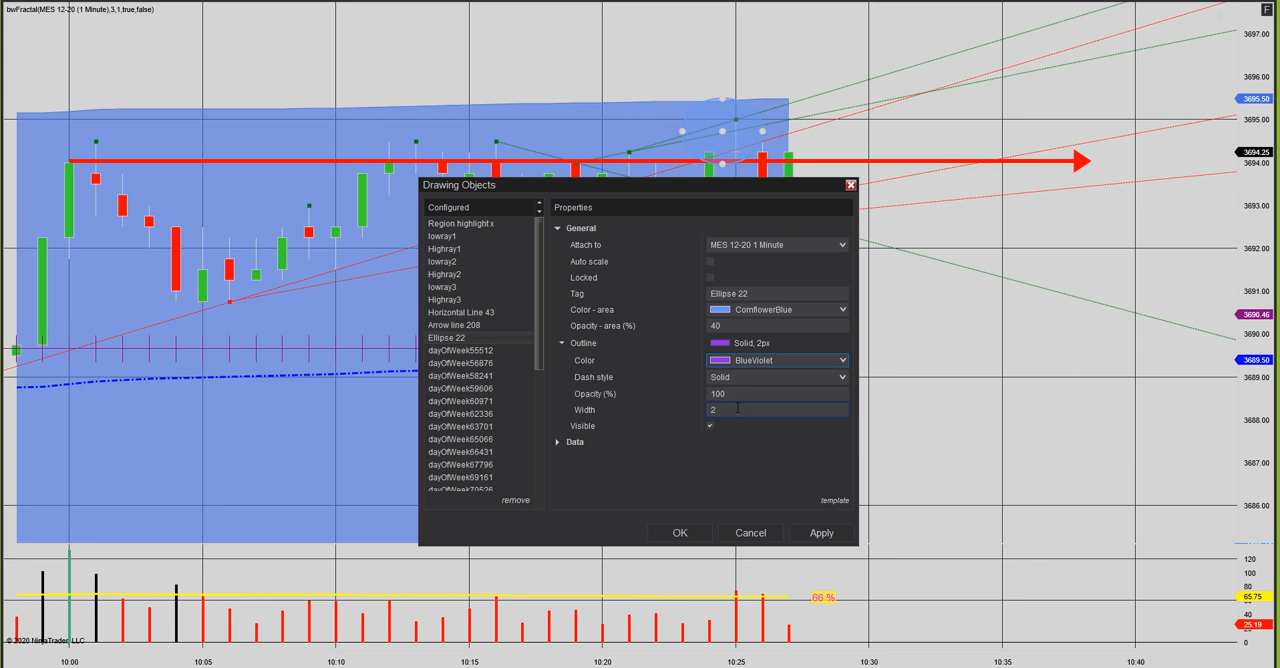 bwFractal(MES 12-20 (1 Minute),3,1,true,false)
F
3697.00
3696.00
3695.50
3695.00
3694.25
3694.00
3693.00
3692.00
3691.00
3690.46
3690.00
3689.50
3689.00
3688.00
3687.00
3686.00
Drawing Objects
Configured
Region highlight x
lowray1
Highray1
lowray2
Highray2
lowray3
Highray3
Horizontal Line 43
Arrow line 208
Ellipse 22
dayOfWeek55512
dayOfWeek56876
dayOfWeek58241
dayOfWeek59606
dayOfWeek60971
dayOfWeek62336
dayOfWeek63701
dayOfWeek65066
dayOfWeek66431
dayOfWeek67796
dayOfWeek69161
dayOfWeek70526
remove
Properties
General
Attach to MES 12-20 1 Minute
Auto scale
Locked
Tag Ellipse 22
Color - area CornflowerBlue
Opacity - area (%) 40
Outline Solid, 2px
Color BlueViolet
Dash style Solid
Opacity (%) 100
Width 2
Visible
Data
template
OK Cancel Apply
120
100
80
65.75
40
25.19
0
66 %
© 2020 NinjaTrader, LLC
10:00 10:05 10:10 10:15 10:20 10:25 10:30 10:35 10:40